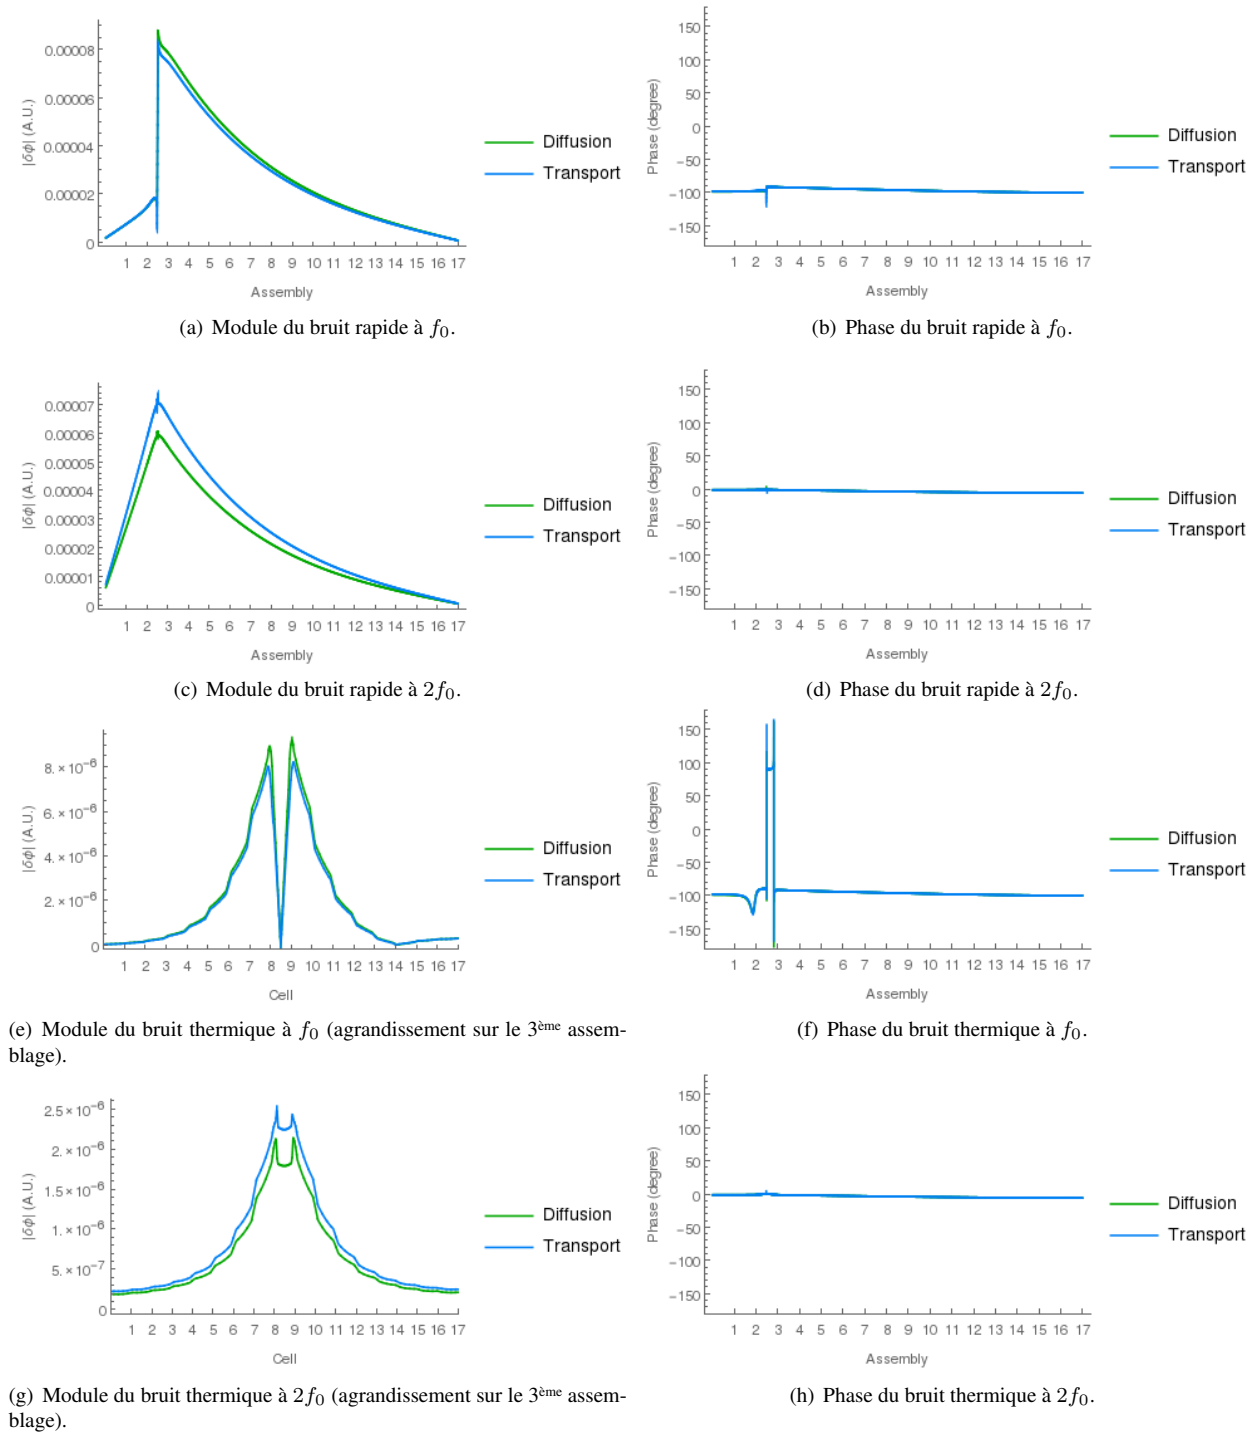 0.00008
0.00006
0.00004
0.00002
0
|δϕ| (A.U.)
1 2 3 4 5 6 7 8 9 10 11 12 13 14 15 16 17
Assembly
Diffusion
Transport
150
100
50
0
−50
−100
−150
Phase (degree)
1 2 3 4 5 6 7 8 9 10 11 12 13 14 15 16 17
Assembly
Diffusion
Transport
(a) Module du bruit rapide à f₀.
(b) Phase du bruit rapide à f₀.
0.00007
0.00006
0.00005
0.00004
0.00003
0.00002
0.00001
0
|δϕ| (A.U.)
1 2 3 4 5 6 7 8 9 10 11 12 13 14 15 16 17
Assembly
Diffusion
Transport
150
100
50
0
−50
−100
−150
Phase (degree)
1 2 3 4 5 6 7 8 9 10 11 12 13 14 15 16 17
Assembly
Diffusion
Transport
(c) Module du bruit rapide à 2f₀.
(d) Phase du bruit rapide à 2f₀.
8. × 10⁻⁶
6. × 10⁻⁶
4. × 10⁻⁶
2. × 10⁻⁶
0
|δϕ| (A.U.)
1 2 3 4 5 6 7 8 9 10 11 12 13 14 15 16 17
Cell
Diffusion
Transport
150
100
50
0
−50
−100
−150
Phase (degree)
1 2 3 4 5 6 7 8 9 10 11 12 13 14 15 16 17
Assembly
Diffusion
Transport
(e) Module du bruit thermique à f₀ (agrandissement sur le 3ème assem-
blage).
(f) Phase du bruit thermique à f₀.
2.5 × 10⁻⁶
2. × 10⁻⁶
1.5 × 10⁻⁶
1. × 10⁻⁶
5. × 10⁻⁷
0
|δϕ| (A.U.)
1 2 3 4 5 6 7 8 9 10 11 12 13 14 15 16 17
Cell
Diffusion
Transport
150
100
50
0
−50
−100
−150
Phase (degree)
1 2 3 4 5 6 7 8 9 10 11 12 13 14 15 16 17
Assembly
Diffusion
Transport
(g) Module du bruit thermique à 2f₀ (agrandissement sur le 3ème assem-
blage).
(h) Phase du bruit thermique à 2f₀.